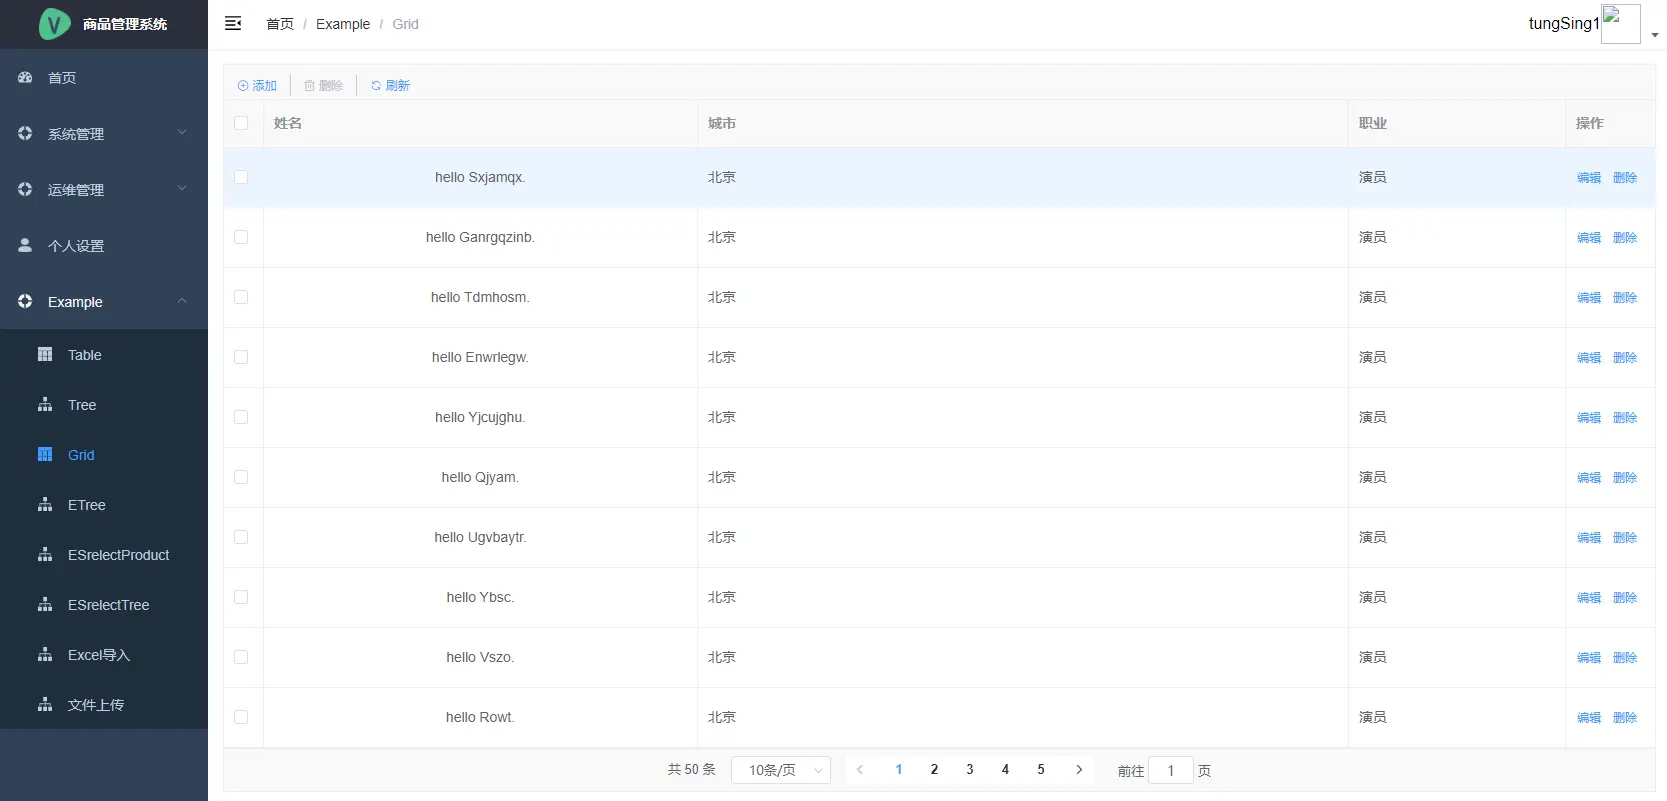 V 商品管理系统
首页 / Example / Grid
tungSing1
首页
系统管理
运维管理
个人设置
Example
Table
Tree
Grid
ETree
ESrelectProduct
ESrelectTree
Excel导入
文件上传
添加 删除 刷新
姓名 城市 职业 操作
hello Sxjamqx. 北京 演员 编辑 删除
hello Ganrgqzinb. 北京 演员 编辑 删除
hello Tdmhosm. 北京 演员 编辑 删除
hello Enwrlegw. 北京 演员 编辑 删除
hello Yjcujghu. 北京 演员 编辑 删除
hello Qjyam. 北京 演员 编辑 删除
hello Ugvbaytr. 北京 演员 编辑 删除
hello Ybsc. 北京 演员 编辑 删除
hello Vszo. 北京 演员 编辑 删除
hello Rowt. 北京 演员 编辑 删除
共 50 条 10条/页 1 2 3 4 5 前往 1 页